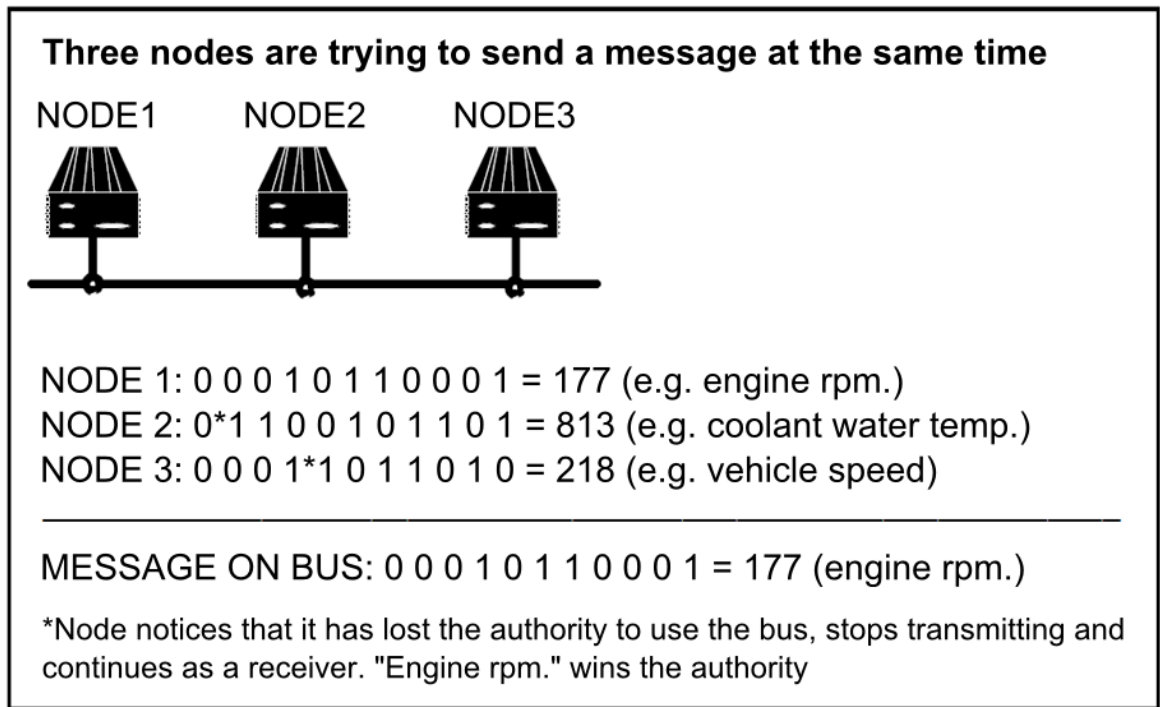 Three nodes are trying to send a message at the same time
NODE1 NODE2 NODE3
NODE 1: 0 0 0 1 0 1 1 0 0 0 1 = 177 (e.g. engine rpm.)
NODE 2: 0*1 1 0 0 1 0 1 1 0 1 = 813 (e.g. coolant water temp.)
NODE 3: 0 0 0 1*1 0 1 1 0 1 0 = 218 (e.g. vehicle speed)
MESSAGE ON BUS: 0 0 0 1 0 1 1 0 0 0 1 = 177 (engine rpm.)
*Node notices that it has lost the authority to use the bus, stops transmitting and
continues as a receiver. "Engine rpm." wins the authority